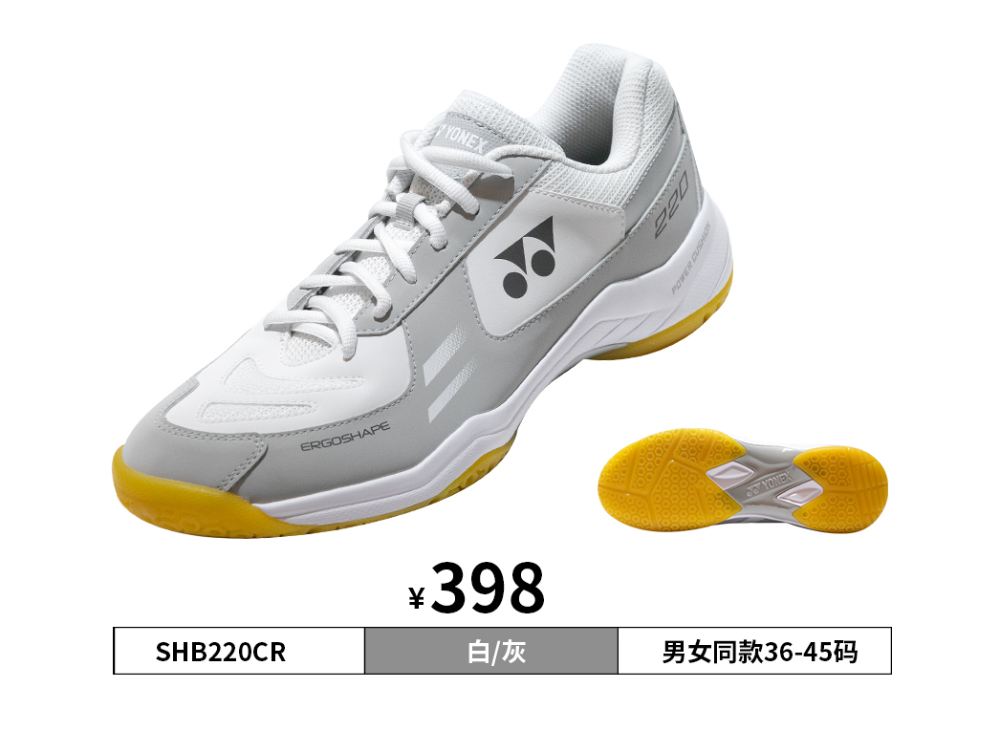 YONEX
220
POWER CUSHION
ERGOSHAPE
YONEX
¥398
SHB220CR
白/灰
男女同款36-45码